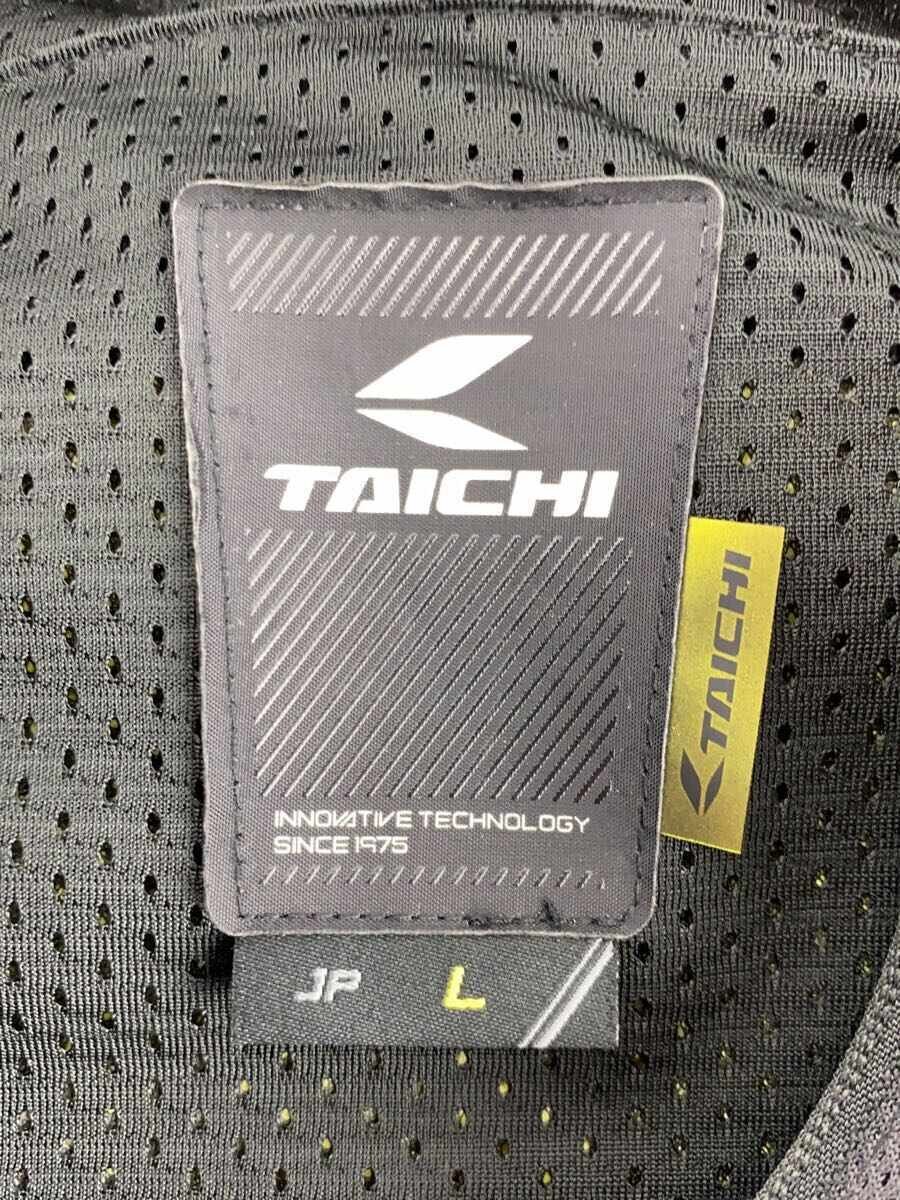 TAICHI
INNOVATIVE TECHNOLOGY
SINCE 1975
TAICHI
JP L